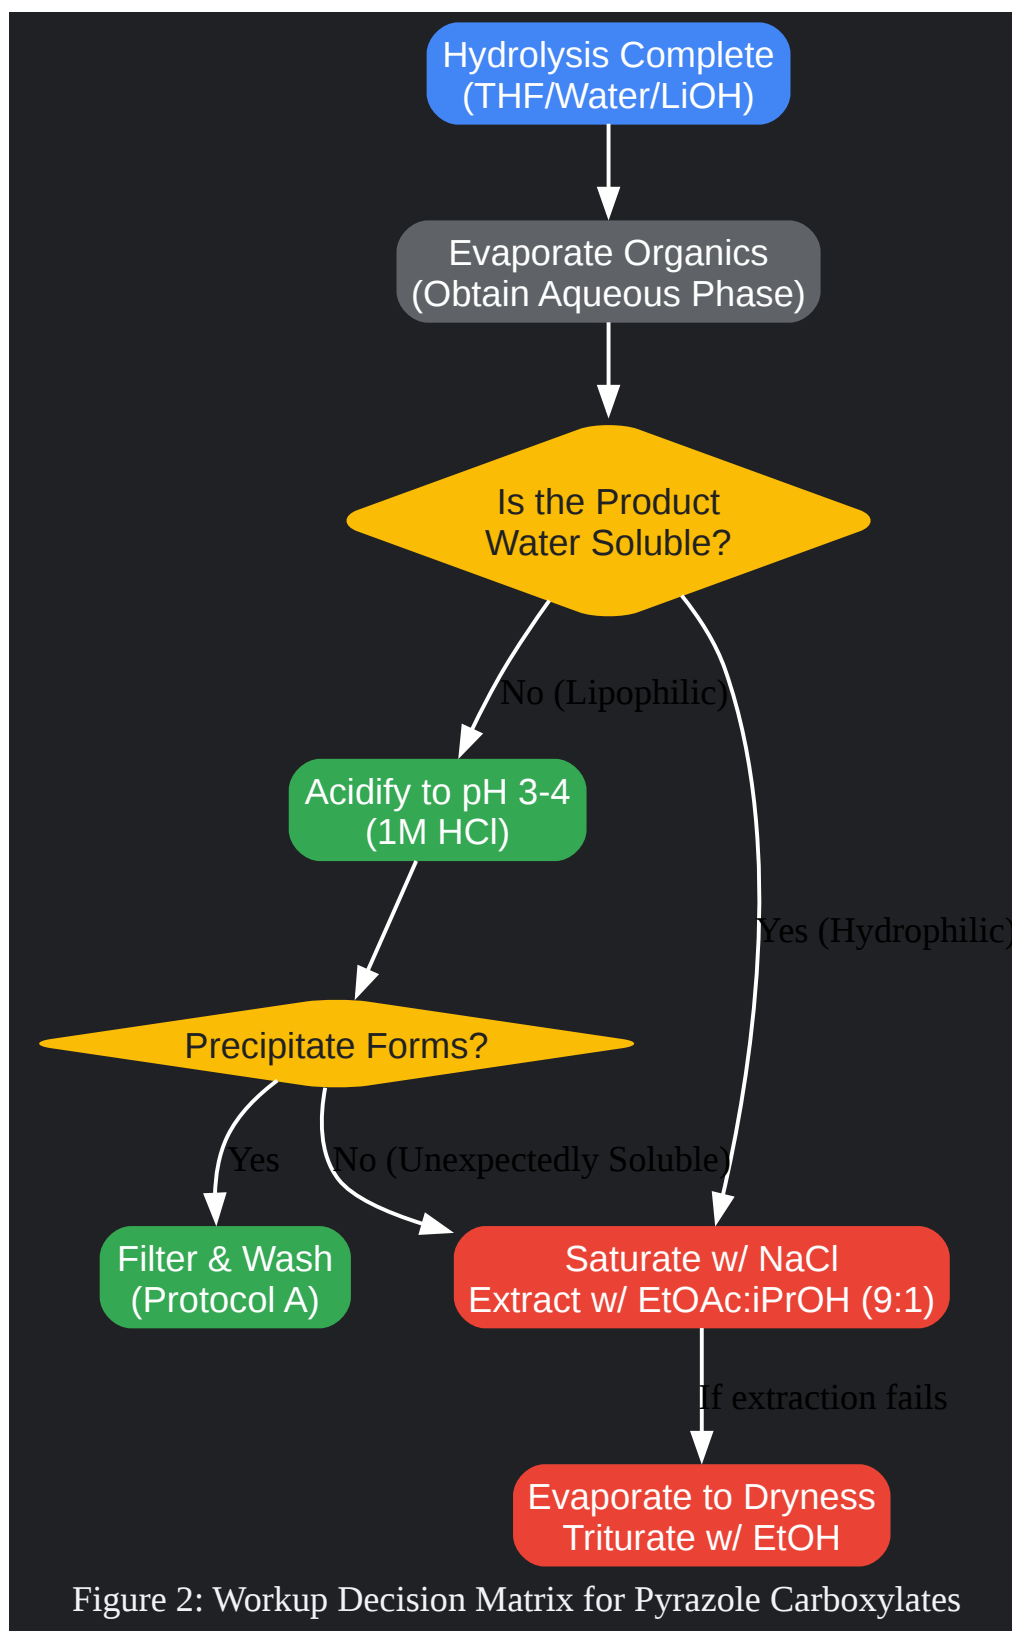 Hydrolysis Complete
(THF/Water/LiOH)
Evaporate Organics
(Obtain Aqueous Phase)
Is the Product
Water Soluble?
No (Lipophilic)
Acidify to pH 3-4
(1M HCl)
Yes (Hydrophilic)
Precipitate Forms?
Yes
No (Unexpectedly Soluble)
Filter & Wash
(Protocol A)
Saturate w/ NaCl
Extract w/ EtOAc:iPrOH (9:1)
If extraction fails
Evaporate to Dryness
Triturate w/ EtOH
Figure 2: Workup Decision Matrix for Pyrazole Carboxylates